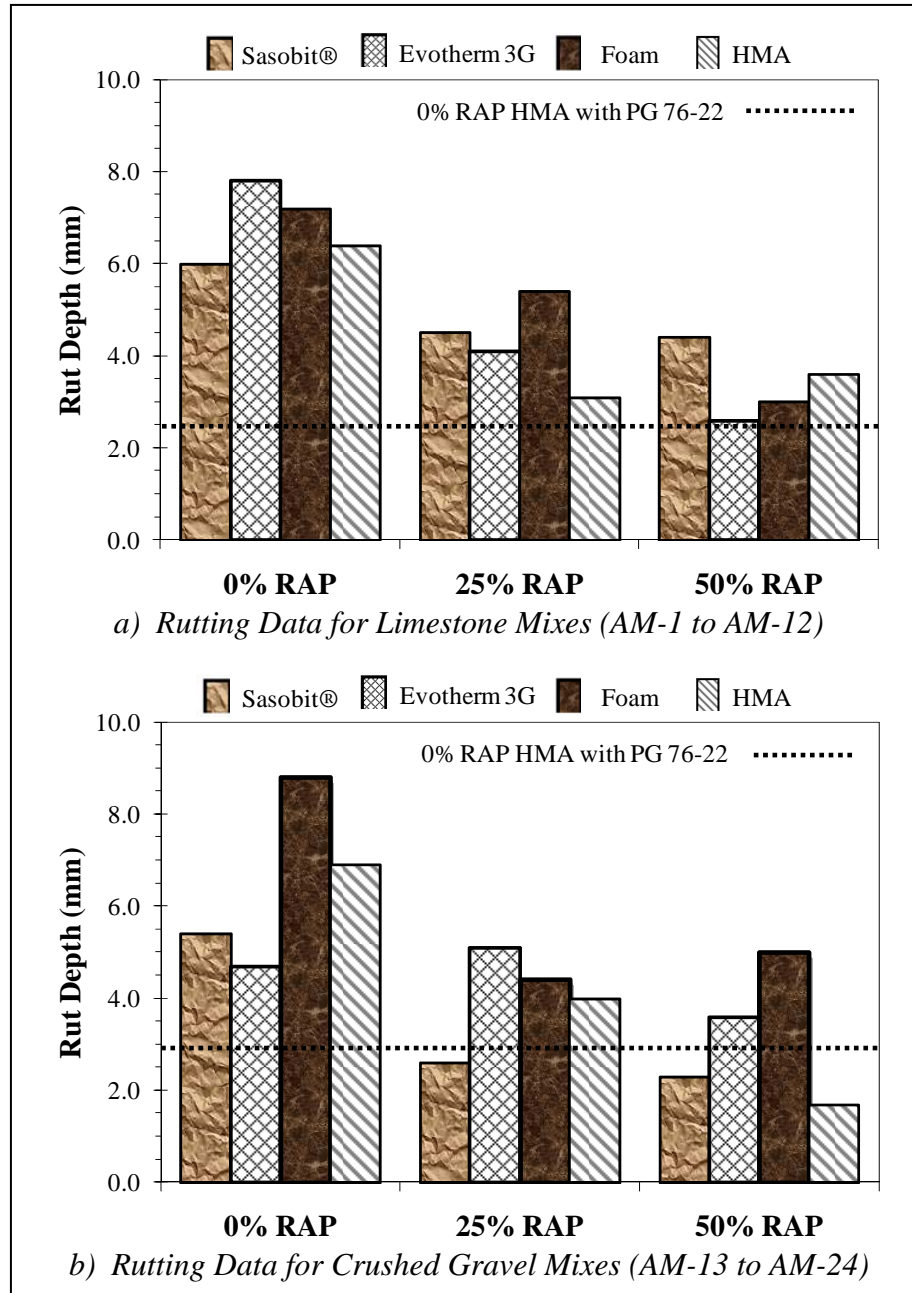 Sasobit® Evotherm 3G Foam HMA
10.0
0% RAP HMA with PG 76-22
8.0
6.0
4.0
2.0
0.0
Rut Depth (mm)
0% RAP 25% RAP 50% RAP
a) Rutting Data for Limestone Mixes (AM-1 to AM-12)
Sasobit® Evotherm 3G Foam HMA
10.0
0% RAP HMA with PG 76-22
8.0
6.0
4.0
2.0
0.0
Rut Depth (mm)
0% RAP 25% RAP 50% RAP
b) Rutting Data for Crushed Gravel Mixes (AM-13 to AM-24)